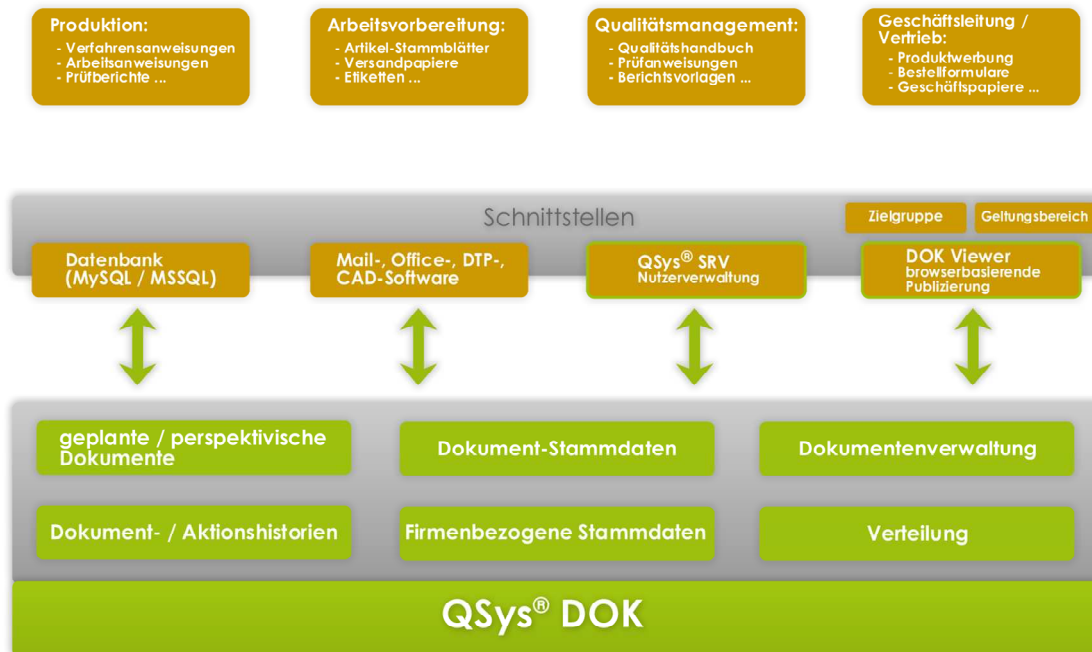 Produktion:
- Verfahrensanweisungen
- Arbeitsanweisungen
- Prüfberichte ...
Arbeitsvorbereitung:
- Artikel-Stammblätter
- Versandpapiere
- Etiketten ...
Qualitätsmanagement:
- Qualitätshandbuch
- Prüfanweisungen
- Berichtsvorlagen ...
Geschäftsleitung /
Vertrieb:
- Produktwerbung
- Bestellformulare
- Geschäftspapiere ...
Schnittstellen
Zielgruppe
Geltungsbereich
Datenbank
(MySQL / MSSQL)
Mail-, Office-, DTP-,
CAD-Software
QSys® SRV
Nutzerverwaltung
DOK Viewer
browserbasierende
Publizierung
geplante / perspektivische
Dokumente
Dokument-Stammdaten
Dokumentenverwaltung
Dokument- / Aktionshistorien
Firmenbezogene Stammdaten
Verteilung
QSys® DOK